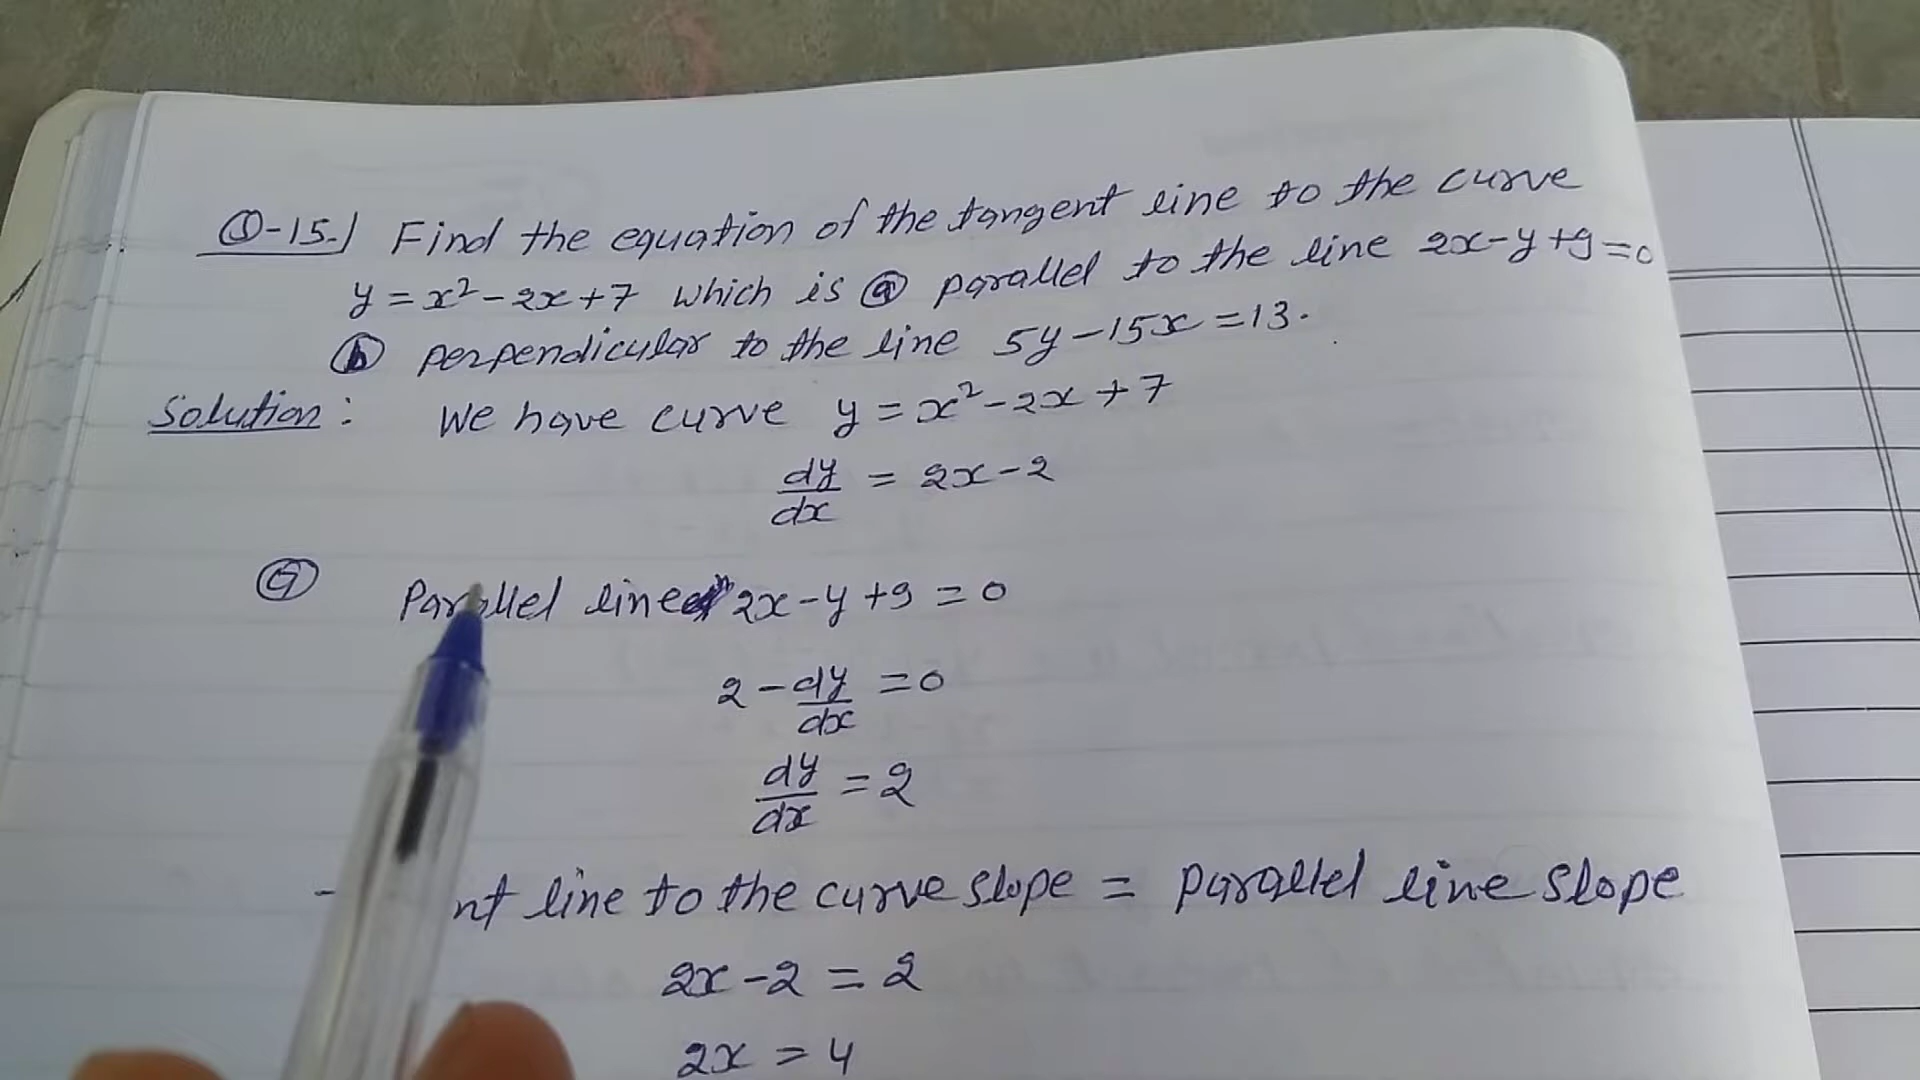 Q-15.) Find the equation of the tangent line to the curve
y = x² - 2x + 7 which is ⓐ parallel to the line 2x - y + 9 = 0
ⓑ perpendicular to the line 5y - 15x = 13.
Solution : We have curve y = x² - 2x + 7
dy/dx = 2x - 2
ⓐ Parallel line 2x - y + 9 = 0
2 - dy/dx = 0
dy/dx = 2
nt line to the curve slope = parallel line slope
2x - 2 = 2
2x = 4